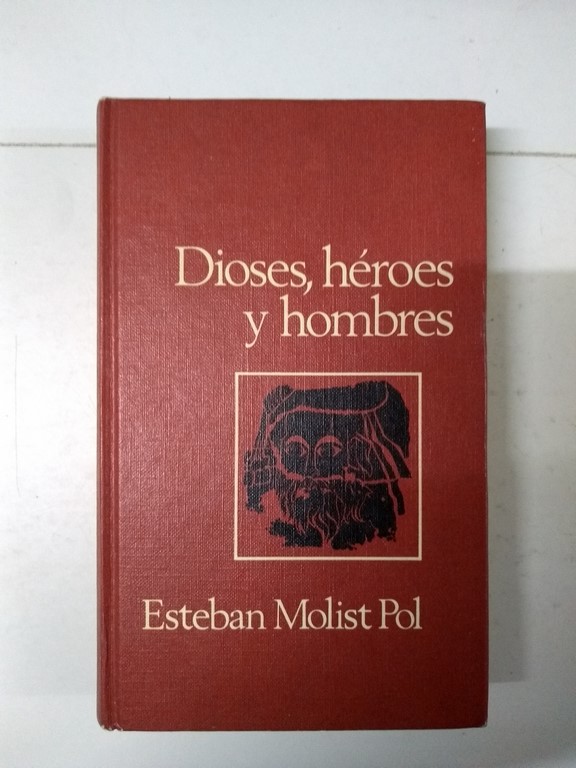 Dioses, héroes
y hombres
Esteban Molist Pol